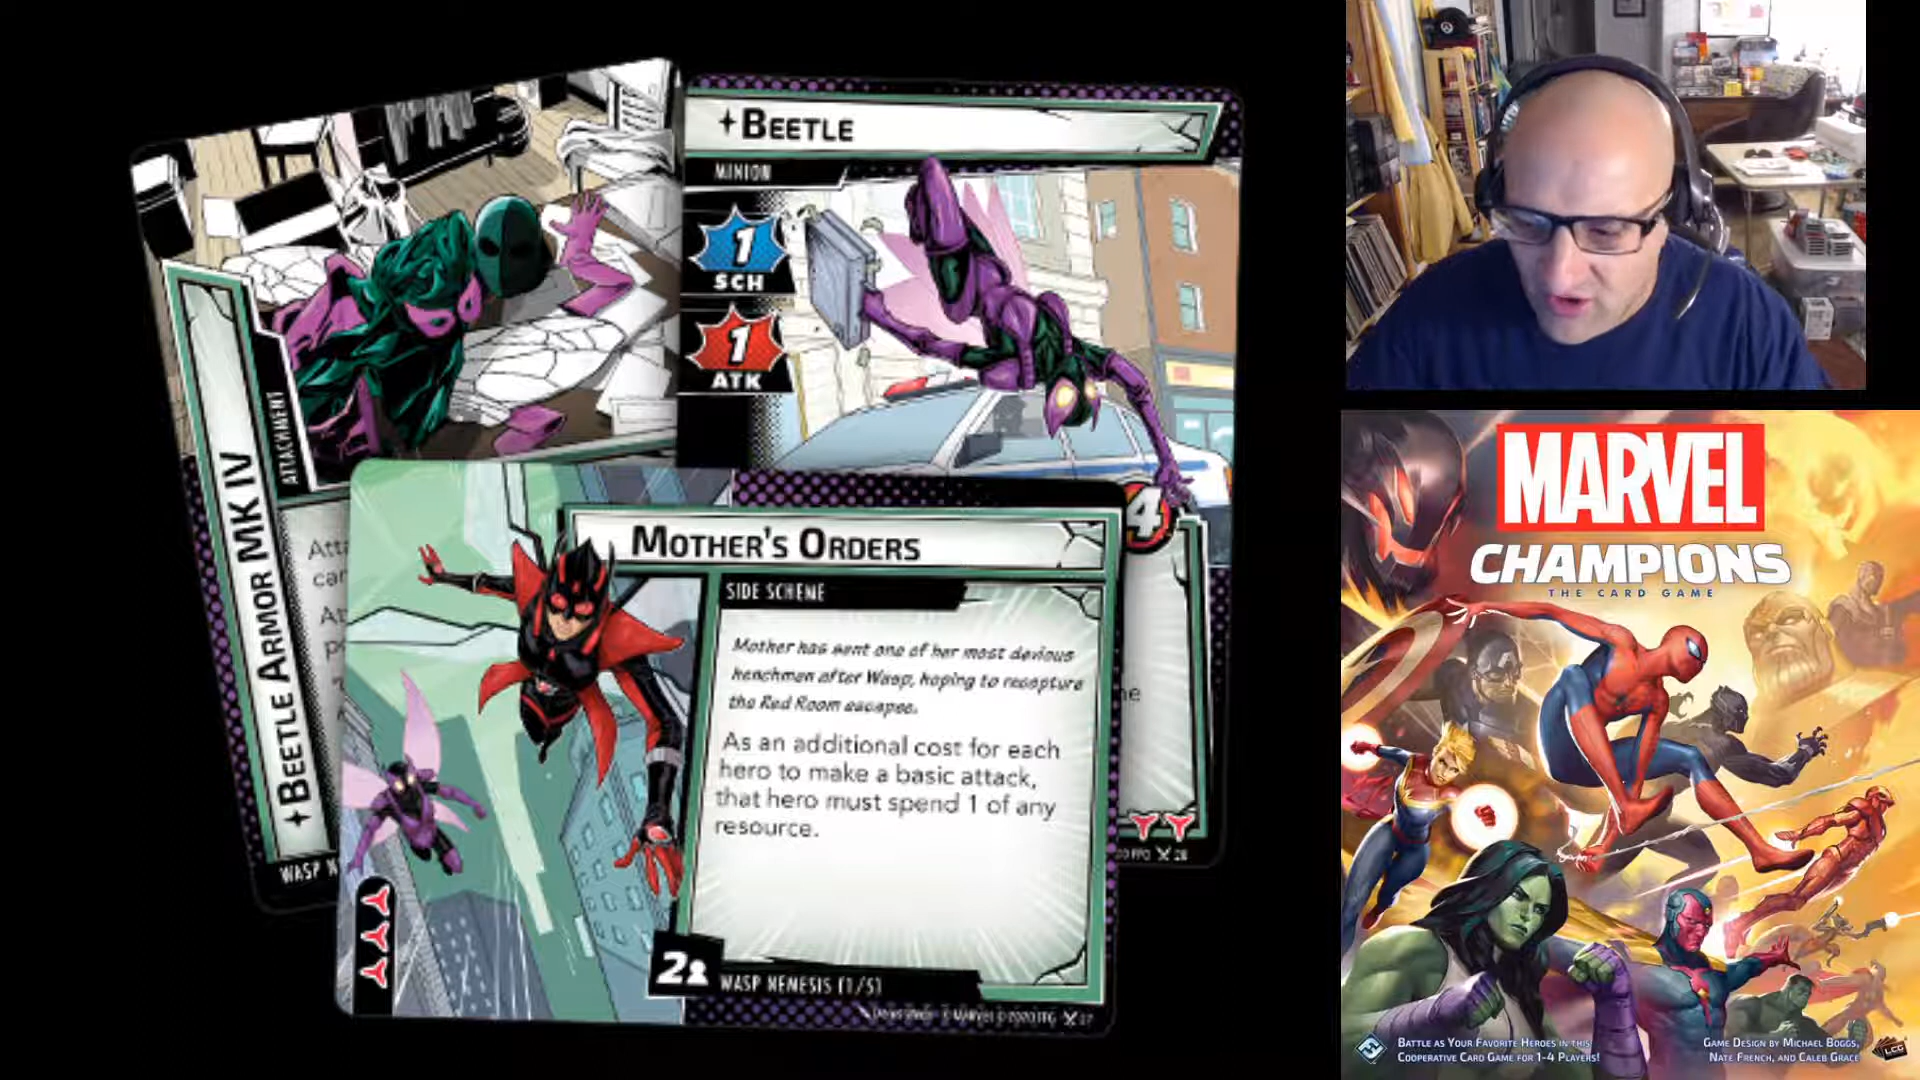 +BEETLE
MINION
1
SCH
1
ATK
4
ATTACHMENT
+BEETLE ARMOR MK IV
WASP
MOTHER'S ORDERS
SIDE SCHEME
Mother has sent one of her most devious
henchmen after Wasp, hoping to recapture
the Red Room escapee.
As an additional cost for each
hero to make a basic attack,
that hero must spend 1 of any
resource.
2
WASP NEMESIS (1/5)
MARVEL
CHAMPIONS
THE CARD GAME
BATTLE AS YOUR FAVORITE HEROES IN THIS
COOPERATIVE CARD GAME FOR 1-4 PLAYERS!
GAME DESIGN BY MICHAEL BOGGS,
NATE FRENCH, AND CALEB GRACE
LCG